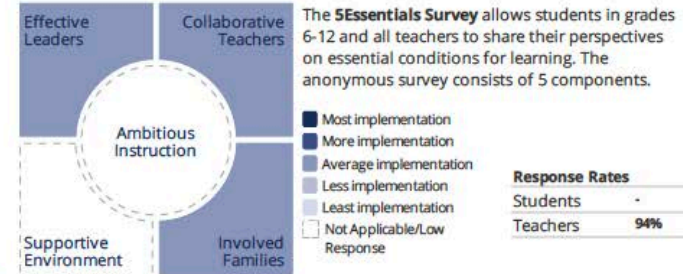 Effective
Leaders
Collaborative
Teachers
Ambitious
Instruction
Supportive
Environment
Involved
Families
The 5Essentials Survey allows students in grades
6-12 and all teachers to share their perspectives
on essential conditions for learning. The
anonymous survey consists of 5 components.
Most implementation
More implementation
Average implementation
Less implementation
Least implementation
Not Applicable/Low
Response
Response Rates
Students -
Teachers 94%